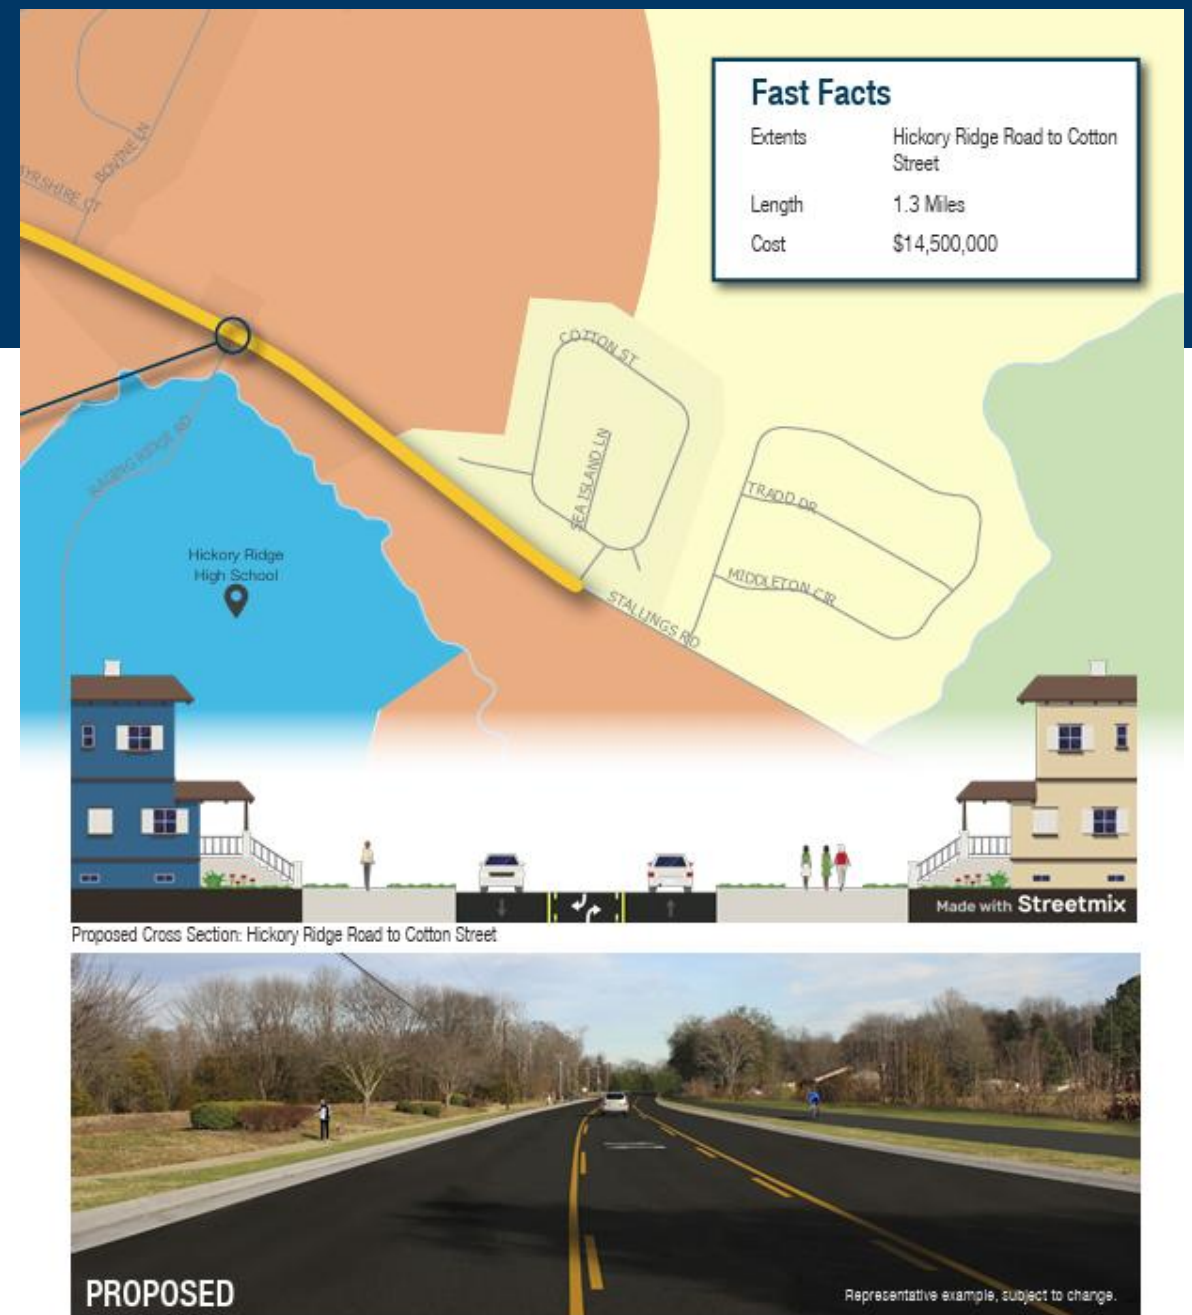 Fast Facts
Extents Hickory Ridge Road to Cotton
Street
Length 1.3 Miles
Cost $14,500,000
BOVINE LN
AYRSHIRE CT
COTTON ST
SEA ISLAND LN
RAGING RIDGE RD
TRADD DR
MIDDLETON CIR
STALLINGS RD
Hickory Ridge
High School
Made with Streetmix
Proposed Cross Section: Hickory Ridge Road to Cotton Street
PROPOSED
Representative example, subject to change.